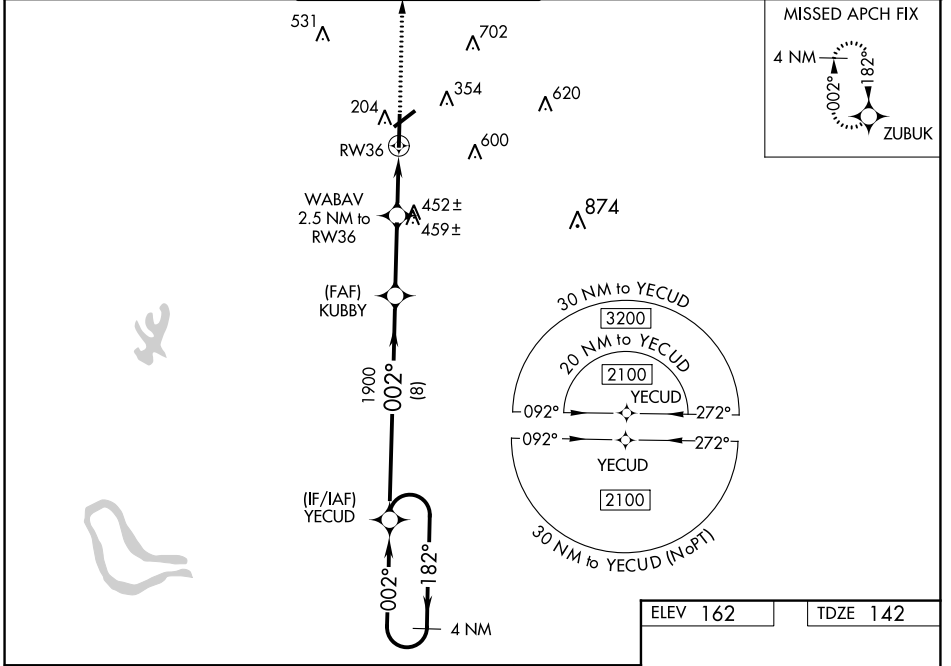 MISSED APCH FIX
4 NM
002°
182°
ZUBUK
531
702
204
354
620
RW36
600
WABAV
2.5 NM to
RW36
452±
459±
874
(FAF)
KUBBY
1900
002°
(8)
(IF/IAF)
YECUD
002°
182°
4 NM
30 NM to YECUD
3200
20 NM to YECUD
2100
YECUD
092°
272°
092°
272°
YECUD
2100
30 NM to YECUD (NoPT)
ELEV 162
TDZE 142